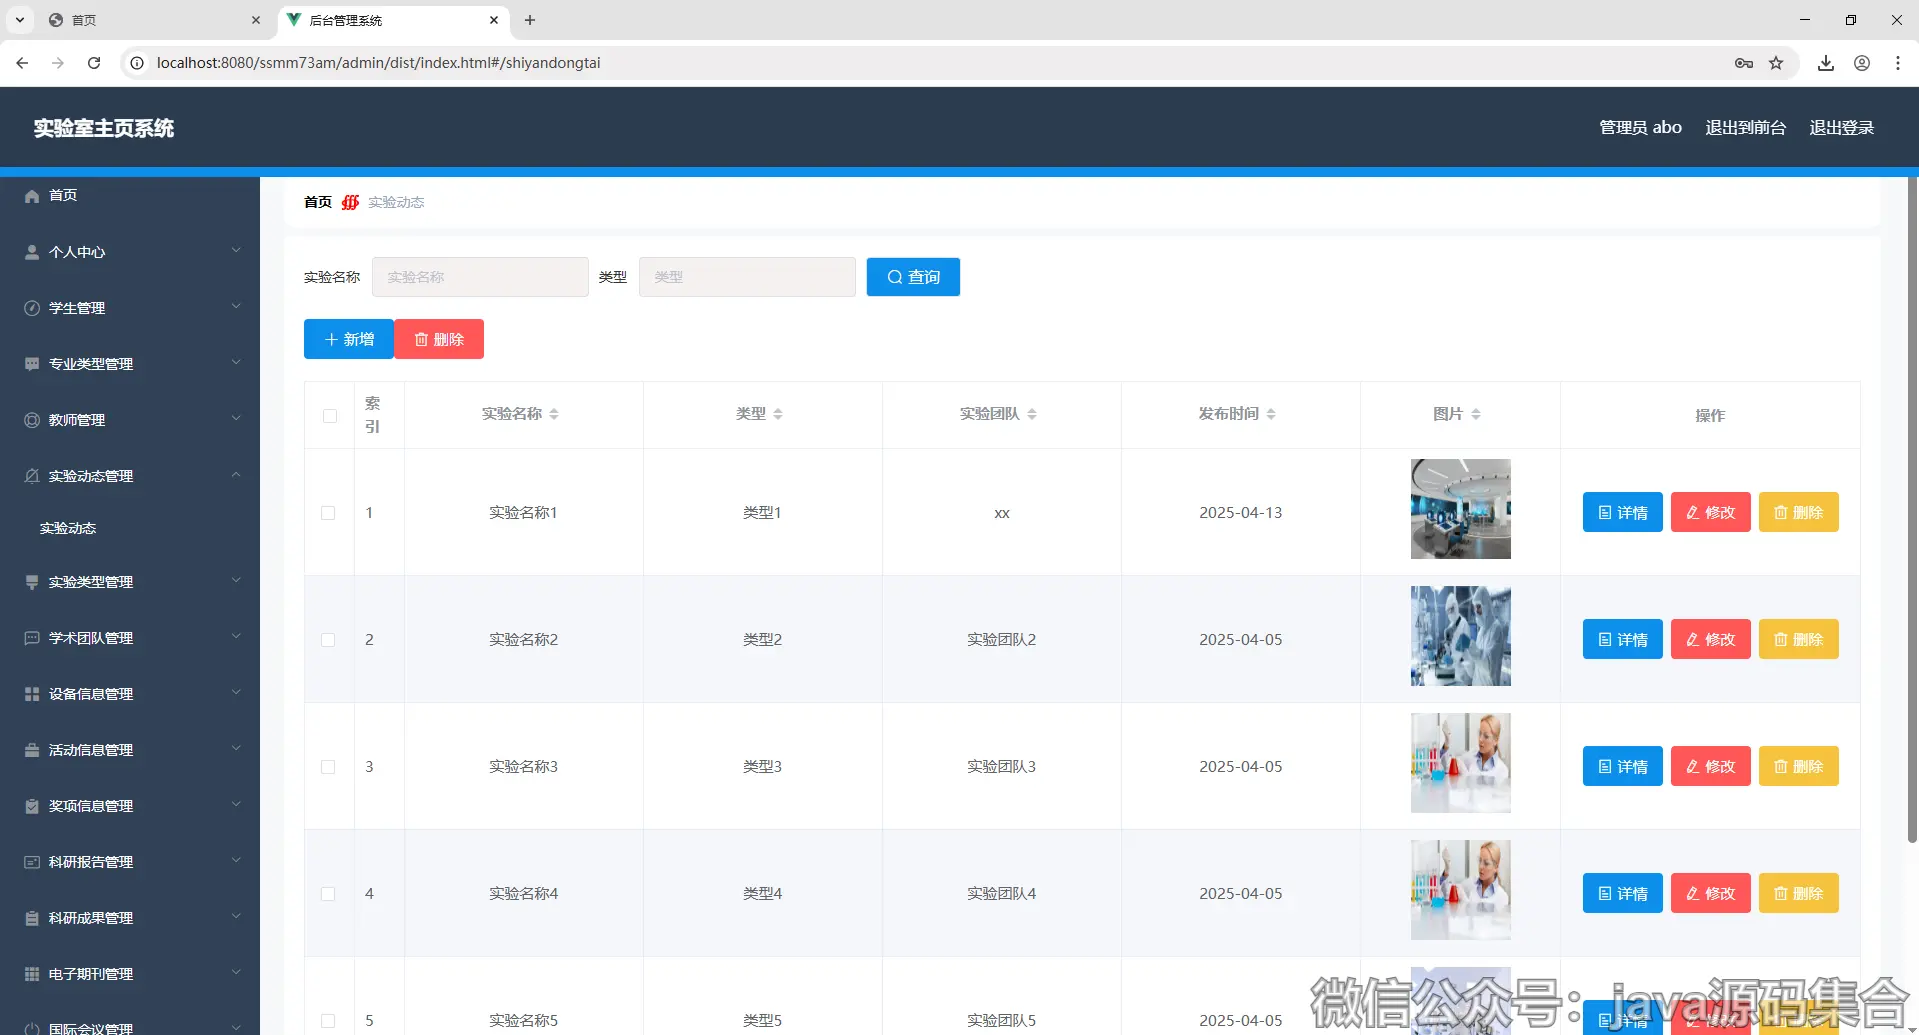 首页
后台管理系统
localhost:8080/ssmm73am/admin/dist/index.html#/shiyandongtai
实验室主页系统
管理员 abo 退出到前台 退出登录
首页
个人中心
学生管理
专业类型管理
教师管理
实验动态管理
实验动态
实验类型管理
学术团队管理
设备信息管理
活动信息管理
奖项信息管理
科研报告管理
科研成果管理
电子期刊管理
国际会议管理
首页 实验动态
实验名称 实验名称 类型 类型 查询
新增 删除
索引 实验名称 类型 实验团队 发布时间 图片 操作
1 实验名称1 类型1 xx 2025-04-13 详情 修改 删除
2 实验名称2 类型2 实验团队2 2025-04-05 详情 修改 删除
3 实验名称3 类型3 实验团队3 2025-04-05 详情 修改 删除
4 实验名称4 类型4 实验团队4 2025-04-05 详情 修改 删除
5 实验名称5 类型5 实验团队5 2025-04-05 详情 修改
微信公众号：java源码集合